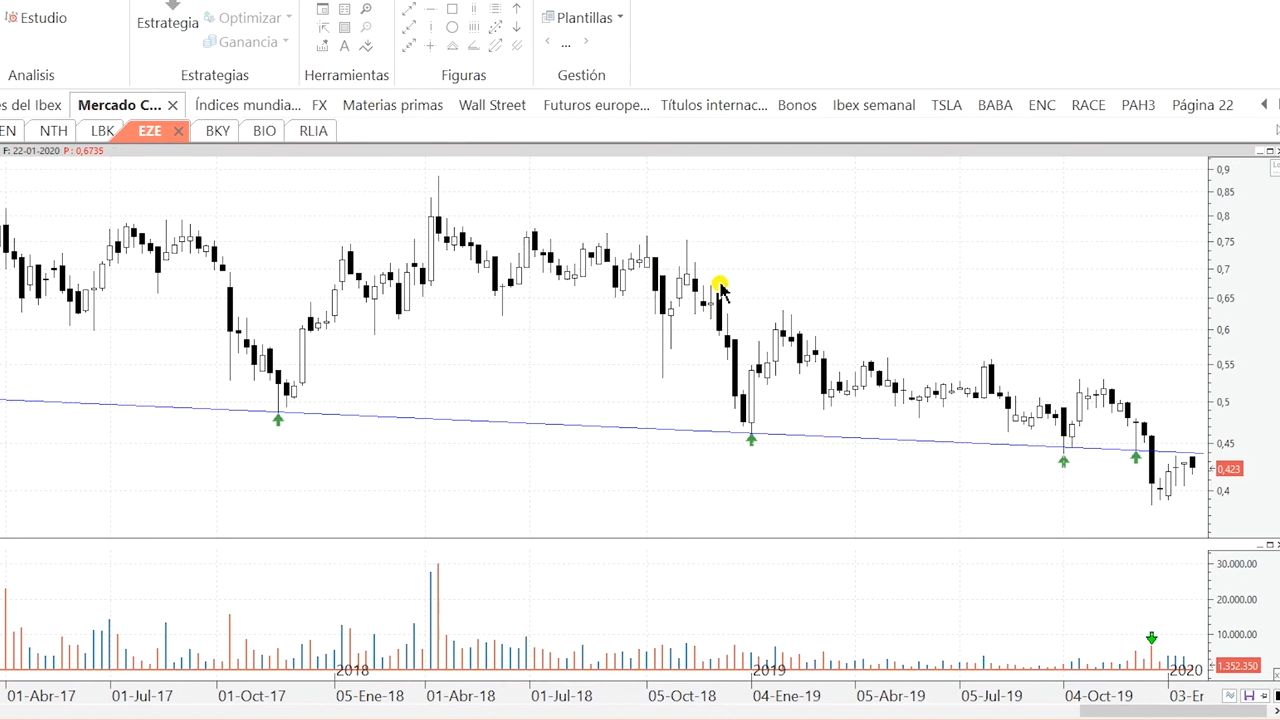 Estudio
Estrategia
Optimizar
Ganancia
Plantillas
...
Analisis
Estrategias
Herramientas
Figuras
Gestión
es del Ibex
Mercado C...
Índices mundia...
FX
Materias primas
Wall Street
Futuros europe...
Títulos internac...
Bonos
Ibex semanal
TSLA
BABA
ENC
RACE
PAH3
Página 22
EN
NTH
LBK
EZE
BKY
BIO
RLIA
F: 22-01-2020 P : 0,6735
0,9
0,85
0,8
0,75
0,7
0,65
0,6
0,55
0,5
0,45
0,423
0,4
30.000.00
20.000.00
10.000.00
1.352.350
2018
2019
2020
01-Abr-17
01-Jul-17
01-Oct-17
05-Ene-18
01-Abr-18
01-Jul-18
05-Oct-18
04-Ene-19
05-Abr-19
05-Jul-19
04-Oct-19
03-Er